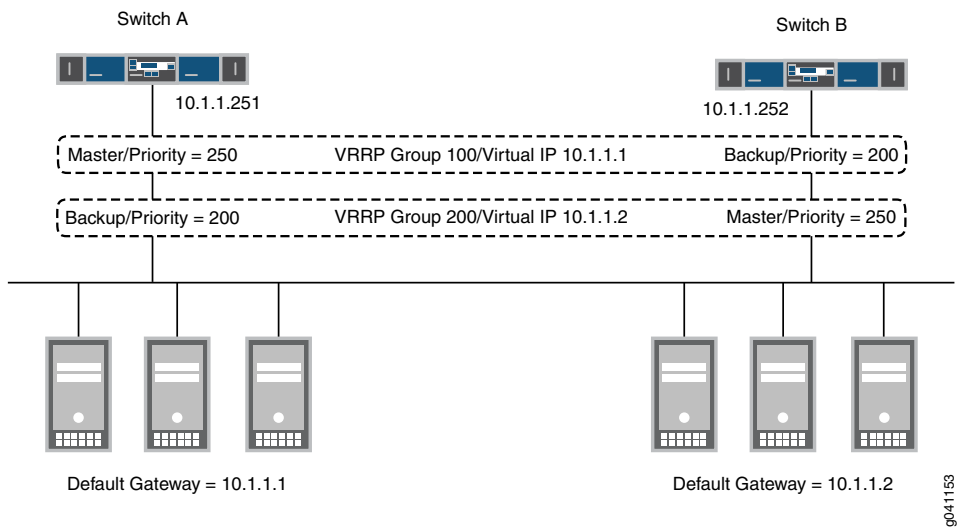 Switch A
Switch B
10.1.1.251
10.1.1.252
Master/Priority = 250
VRRP Group 100/Virtual IP 10.1.1.1
Backup/Priority = 200
Backup/Priority = 200
VRRP Group 200/Virtual IP 10.1.1.2
Master/Priority = 250
Default Gateway = 10.1.1.1
Default Gateway = 10.1.1.2
g041153